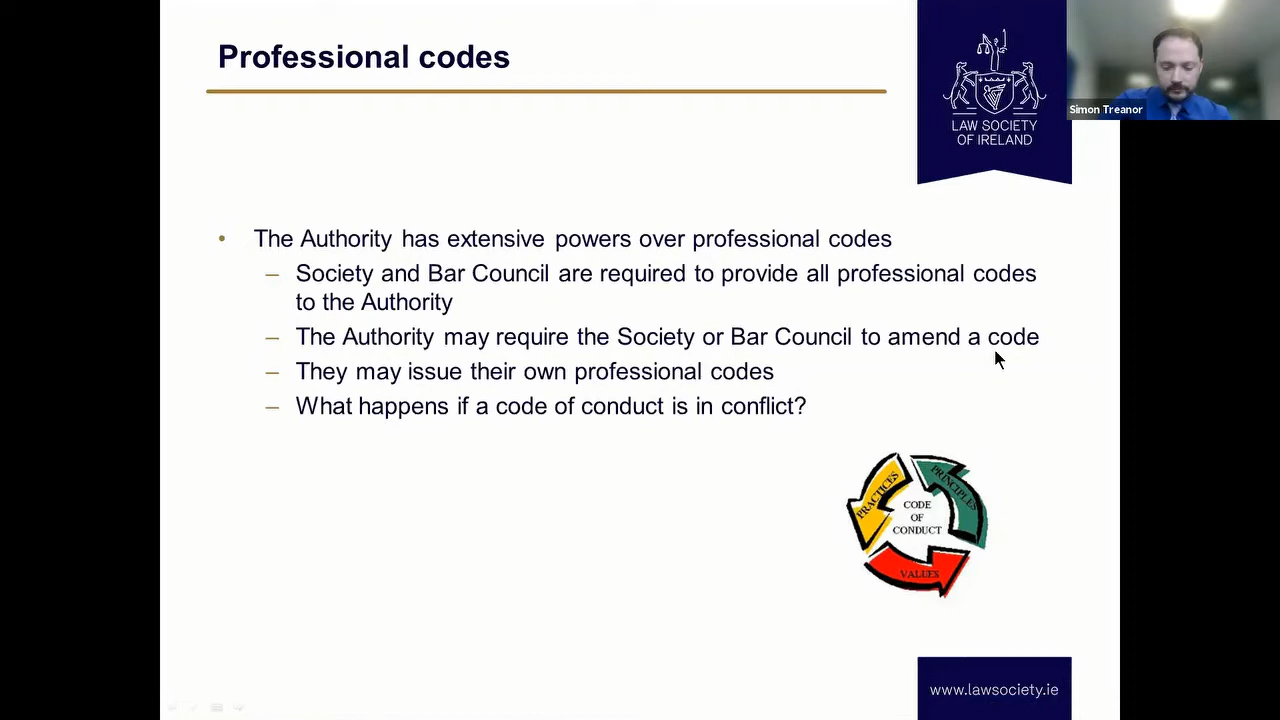 Professional codes
LAW SOCIETY
OF IRELAND
Simon Treanor
• The Authority has extensive powers over professional codes
– Society and Bar Council are required to provide all professional codes
to the Authority
– The Authority may require the Society or Bar Council to amend a code
– They may issue their own professional codes
– What happens if a code of conduct is in conflict?
PRACTICES
PRINCIPLES
CODE
OF
CONDUCT
VALUES
www.lawsociety.ie